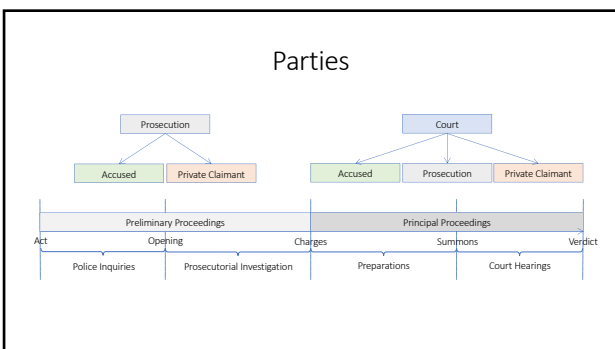 Parties
Prosecution
Court
Accused
Private Claimant
Accused
Prosecution
Private Claimant
Preliminary Proceedings
Principal Proceedings
Act
Opening
Charges
Summons
Verdict
Police Inquiries
Prosecutorial Investigation
Preparations
Court Hearings